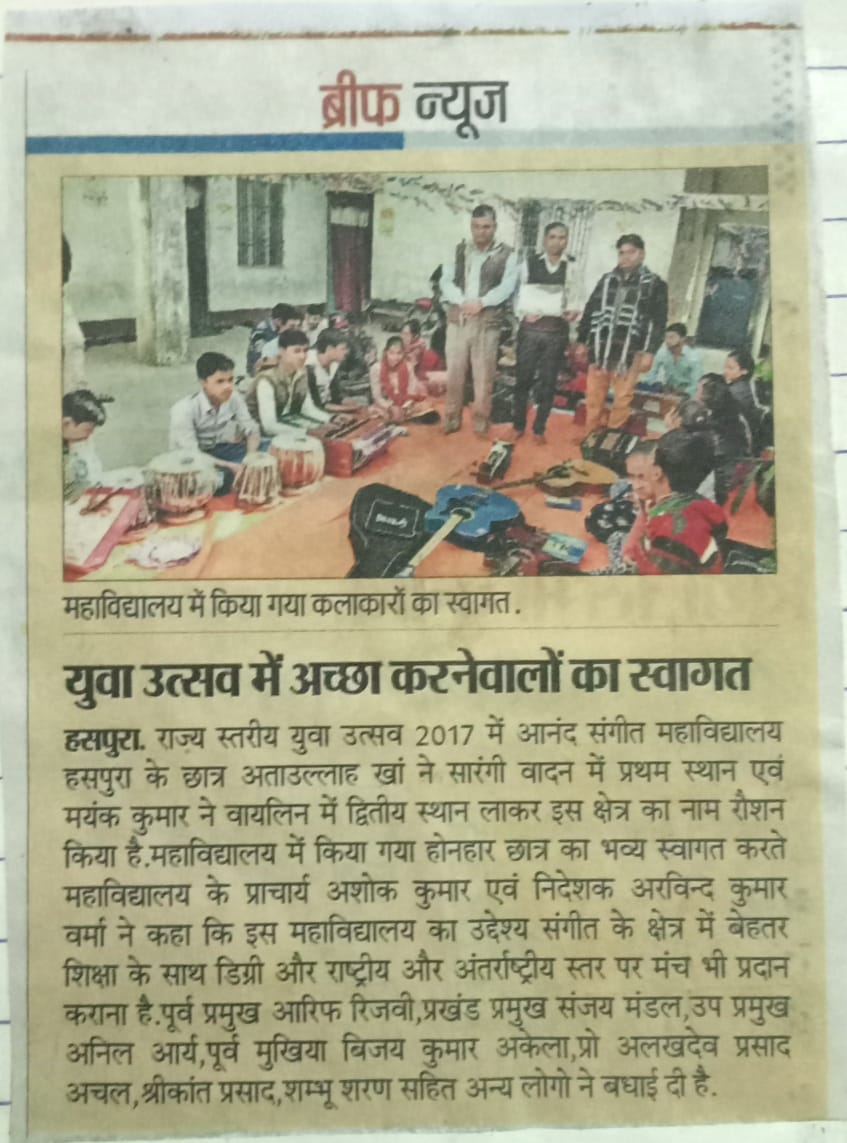 ब्रीफ न्यूज
महाविद्यालय में किया गया कलाकारों का स्वागत.
युवा उत्सव में अच्छा करनेवालों का स्वागत
हसपुरा. राज्य स्तरीय युवा उत्सव 2017 में आनंद संगीत महाविद्यालय
हसपुरा के छात्र अताउल्लाह खां ने सारंगी वादन में प्रथम स्थान एवं
मयंक कुमार ने वायलिन में द्वितीय स्थान लाकर इस क्षेत्र का नाम रौशन
किया है.महाविद्यालय में किया गया होनहार छात्र का भव्य स्वागत करते
महाविद्यालय के प्राचार्य अशोक कुमार एवं निदेशक अरविन्द कुमार
वर्मा ने कहा कि इस महाविद्यालय का उद्देश्य संगीत के क्षेत्र में बेहतर
शिक्षा के साथ डिग्री और राष्ट्रीय और अंतर्राष्ट्रीय स्तर पर मंच भी प्रदान
कराना है.पूर्व प्रमुख आरिफ रिजवी,प्रखंड प्रमुख संजय मंडल,उप प्रमुख
अनिल आर्य,पूर्व मुखिया बिजय कुमार अकेला,प्रो अलखदेव प्रसाद
अचल,श्रीकांत प्रसाद,शम्भू शरण सहित अन्य लोगो ने बधाई दी है.